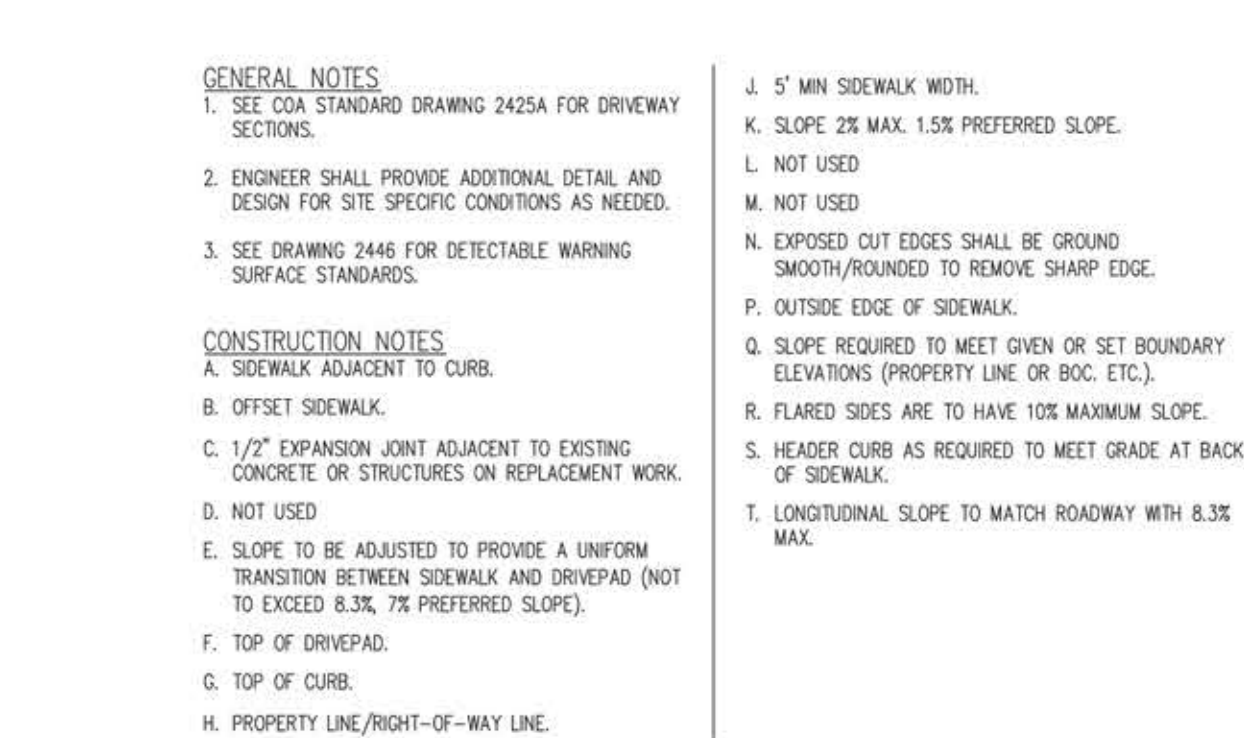 GENERAL NOTES
1. SEE COA STANDARD DRAWING 2425A FOR DRIVEWAY
SECTIONS.
2. ENGINEER SHALL PROVIDE ADDITIONAL DETAIL AND
DESIGN FOR SITE SPECIFIC CONDITIONS AS NEEDED.
3. SEE DRAWING 2446 FOR DETECTABLE WARNING
SURFACE STANDARDS.
CONSTRUCTION NOTES
A. SIDEWALK ADJACENT TO CURB.
B. OFFSET SIDEWALK.
C. 1/2" EXPANSION JOINT ADJACENT TO EXISTING
CONCRETE OR STRUCTURES ON REPLACEMENT WORK.
D. NOT USED
E. SLOPE TO BE ADJUSTED TO PROVIDE A UNIFORM
TRANSITION BETWEEN SIDEWALK AND DRIVEPAD (NOT
TO EXCEED 8.3%, 7% PREFERRED SLOPE).
F. TOP OF DRIVEPAD.
G. TOP OF CURB.
H. PROPERTY LINE/RIGHT-OF-WAY LINE.
J. 5' MIN SIDEWALK WIDTH.
K. SLOPE 2% MAX. 1.5% PREFERRED SLOPE.
L. NOT USED
M. NOT USED
N. EXPOSED CUT EDGES SHALL BE GROUND
SMOOTH/ROUNDED TO REMOVE SHARP EDGE.
P. OUTSIDE EDGE OF SIDEWALK.
Q. SLOPE REQUIRED TO MEET GIVEN OR SET BOUNDARY
ELEVATIONS (PROPERTY LINE OR BOC. ETC.).
R. FLARED SIDES ARE TO HAVE 10% MAXIMUM SLOPE.
S. HEADER CURB AS REQUIRED TO MEET GRADE AT BACK
OF SIDEWALK.
T. LONGITUDINAL SLOPE TO MATCH ROADWAY WITH 8.3%
MAX.